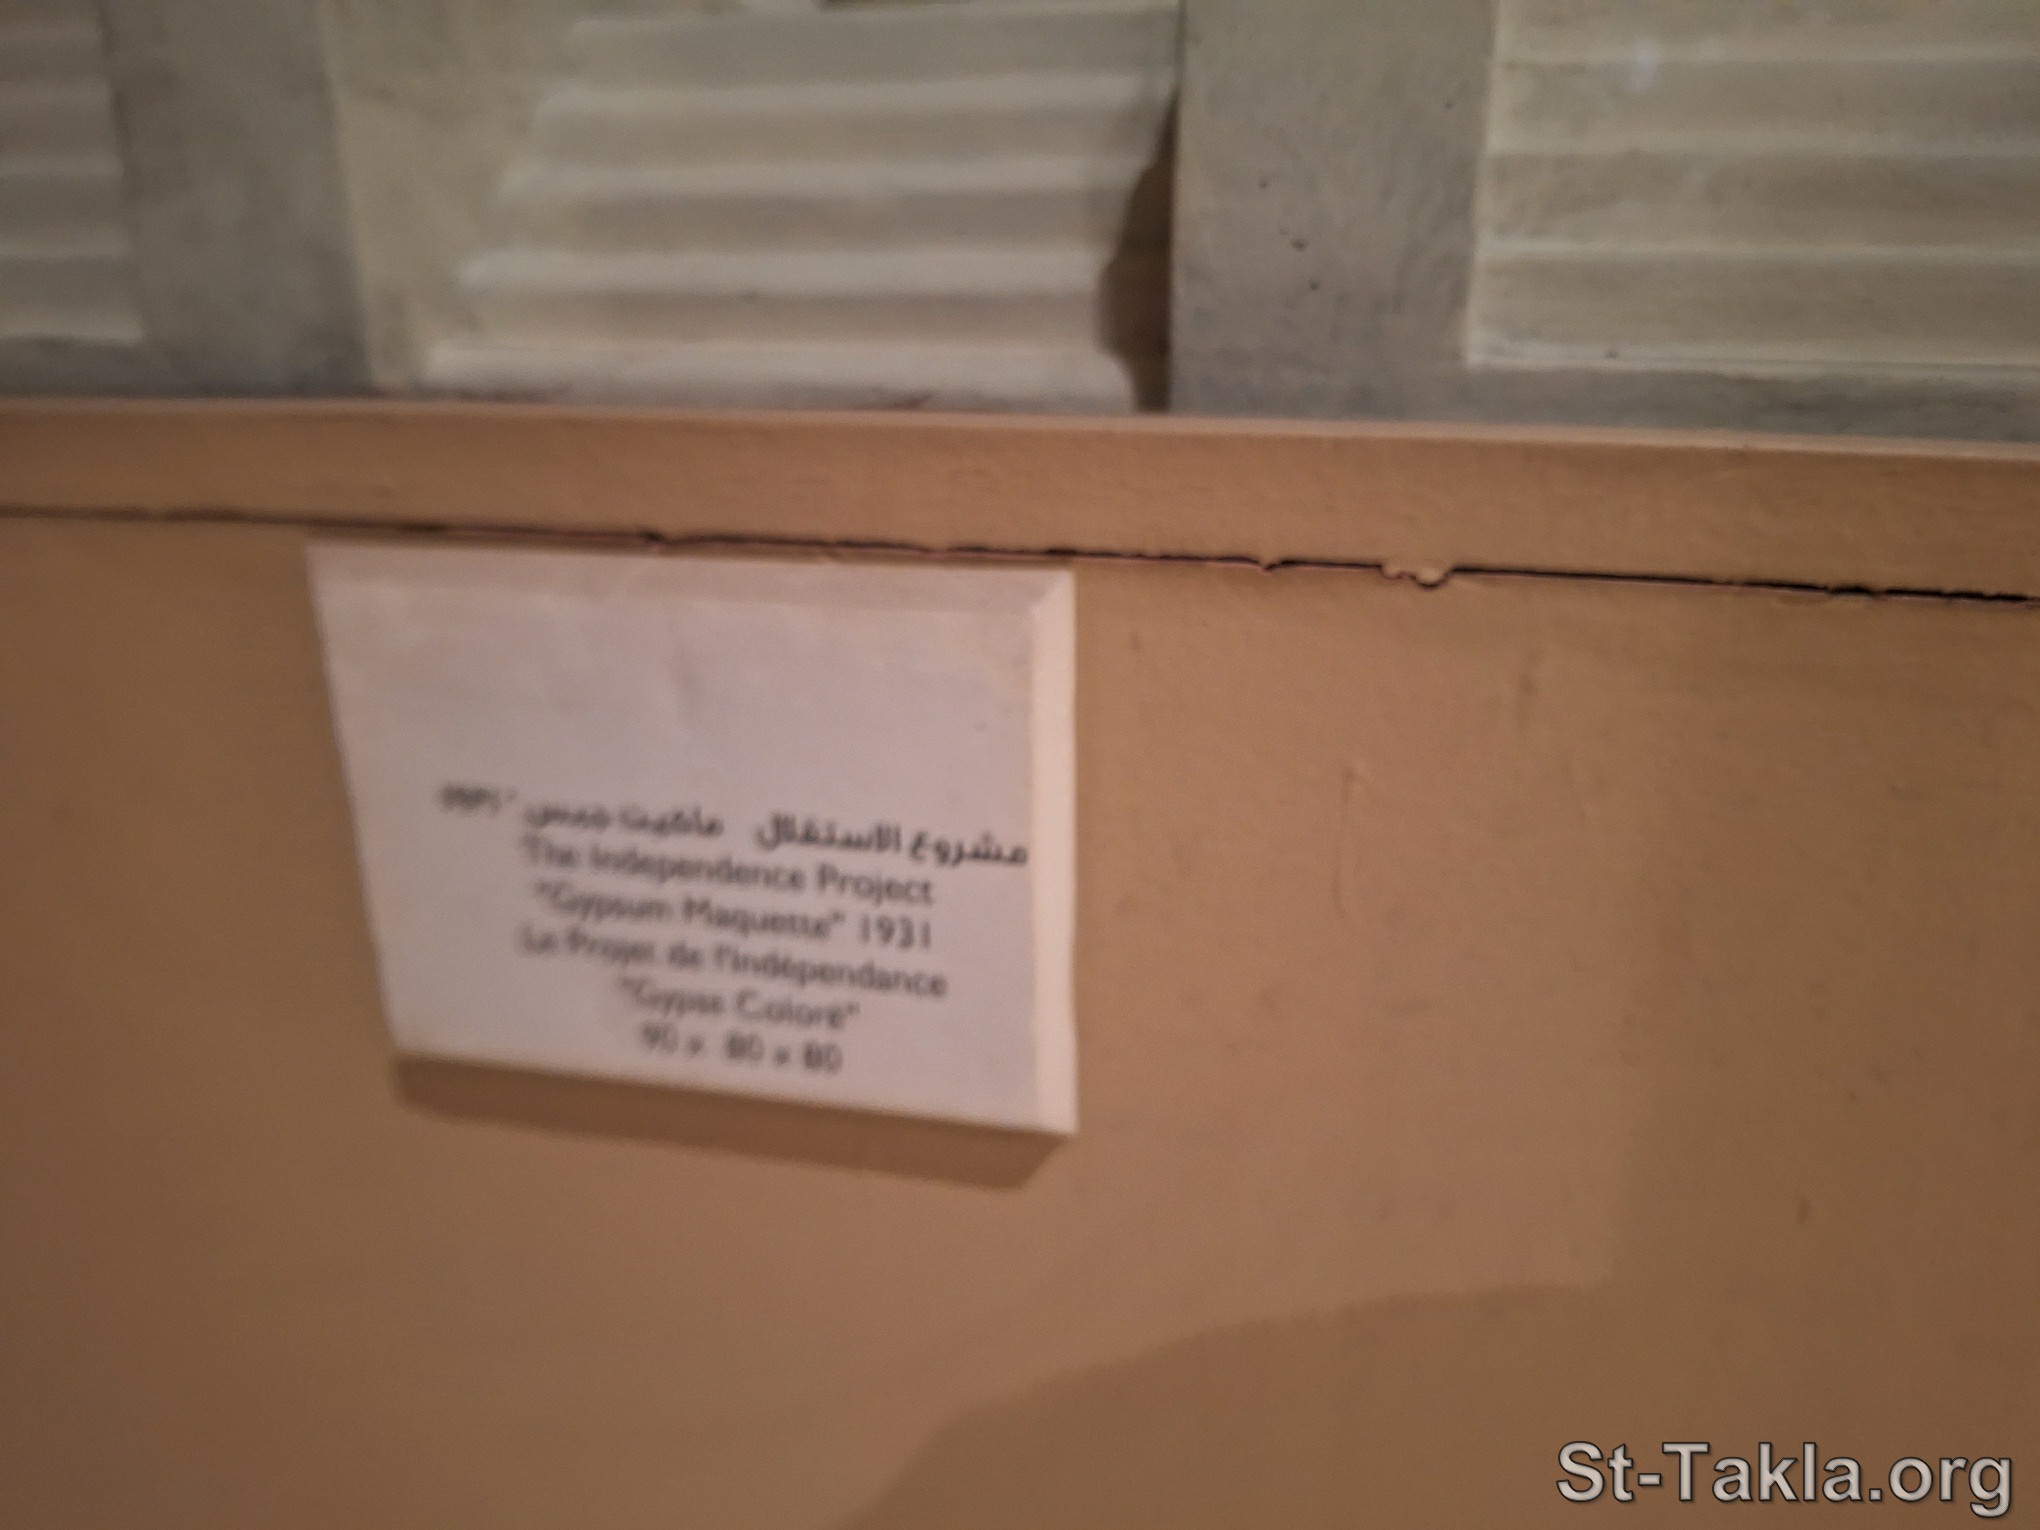 مشروع الاستقلال ماكيت جبس ١٩٣١
The Independence Project
"Gypsum Maquette" 1931
Le Projet de l'indépendance
"Gypse Coloré"
90 x 80 x 80
St-Takla.org